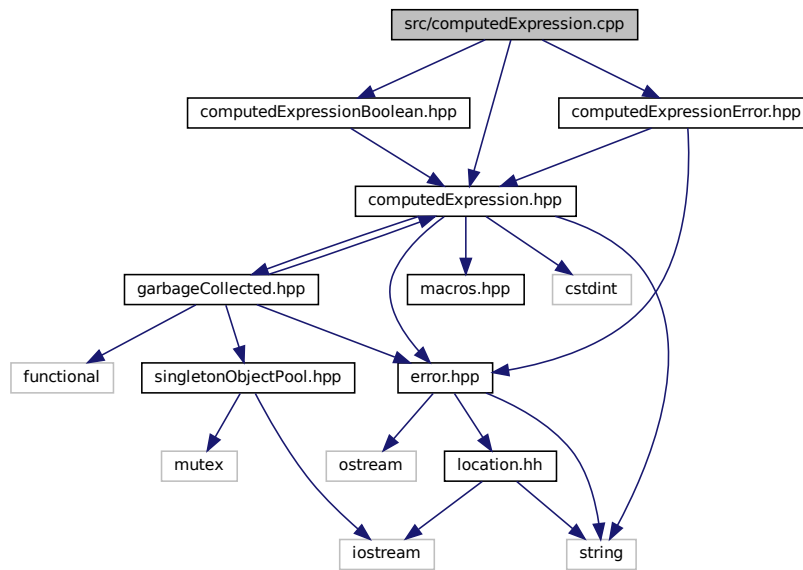 src/computedExpression.cpp
computedExpressionBoolean.hpp
computedExpressionError.hpp
computedExpression.hpp
garbageCollected.hpp
macros.hpp
cstdint
functional
singletonObjectPool.hpp
error.hpp
mutex
ostream
location.hh
iostream
string